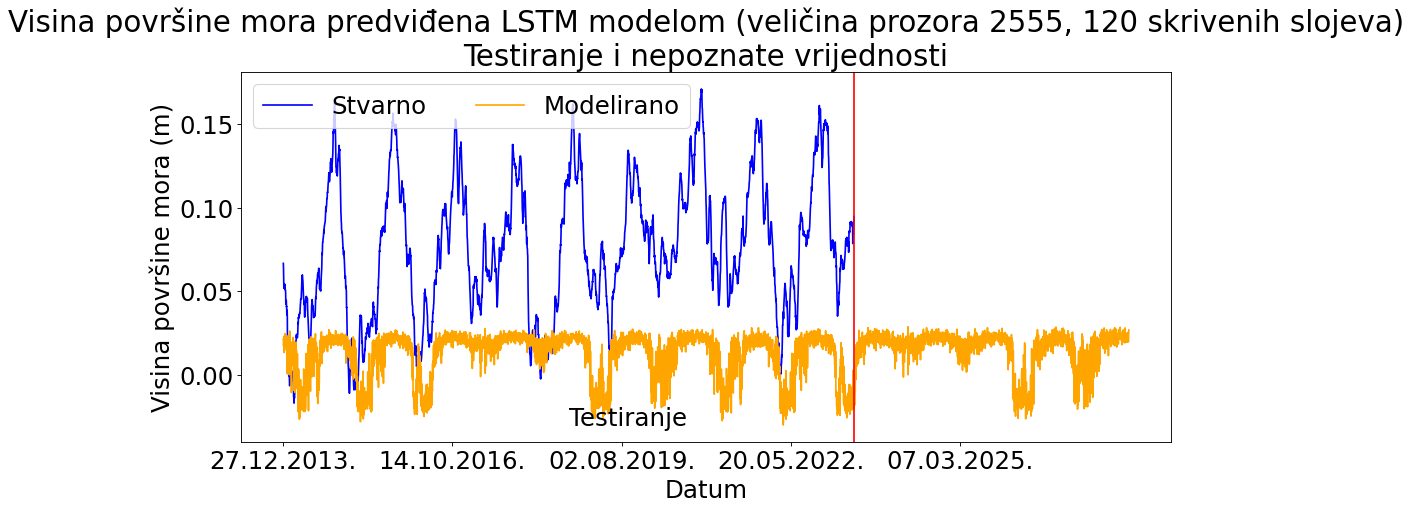 Visina površine mora predviđena LSTM modelom (veličina prozora 2555, 120 skrivenih slojeva)
Testiranje i nepoznate vrijednosti
Stvarno Modelirano
0.15
0.10
0.05
0.00
Visina površine mora (m)
Testiranje
27.12.2013. 14.10.2016. 02.08.2019. 20.05.2022. 07.03.2025.
Datum